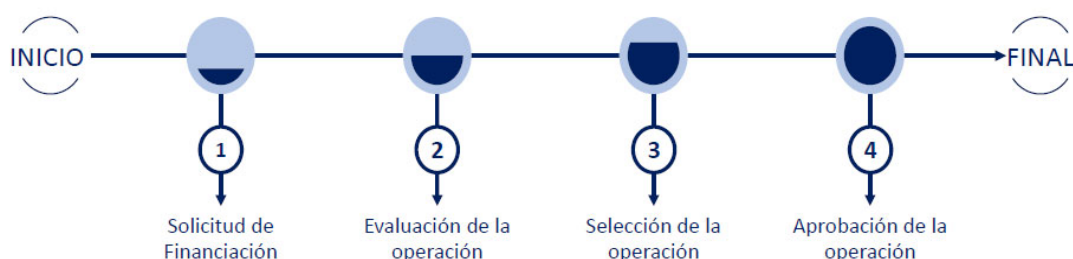 INICIO
FINAL
1
2
3
4
Solicitud de
Financiación
Evaluación de la
operación
Selección de la
operación
Aprobación de la
operación